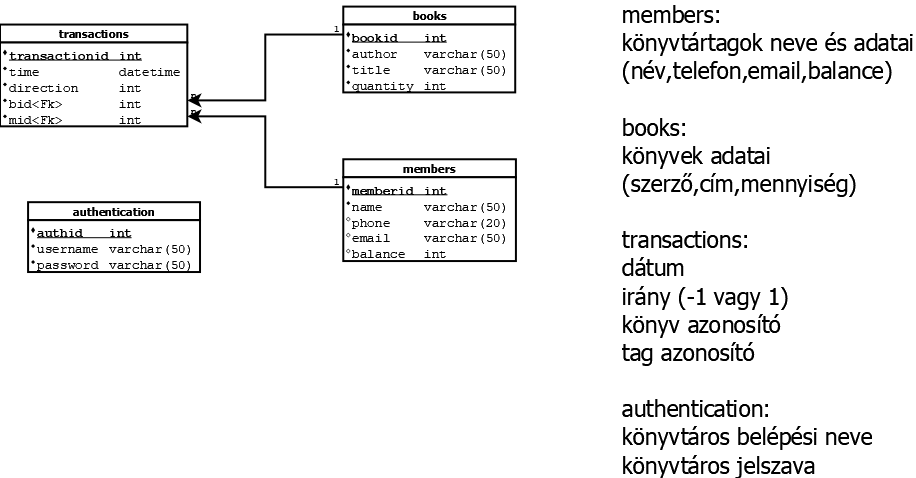 transactions
transactionid int
time datetime
direction int
bid<Fk> int
mid<Fk> int
books
bookid int
author varchar(50)
title varchar(50)
quantity int
1
n
n
1
members
memberid int
name varchar(50)
phone varchar(20)
email varchar(50)
balance int
authentication
authid int
username varchar(50)
password varchar(50)
members:
könyvtártagok neve és adatai
(név,telefon,email,balance)
books:
könyvek adatai
(szerző,cím,mennyiség)
transactions:
dátum
irány (-1 vagy 1)
könyv azonosító
tag azonosító
authentication:
könyvtáros belépési neve
könyvtáros jelszava